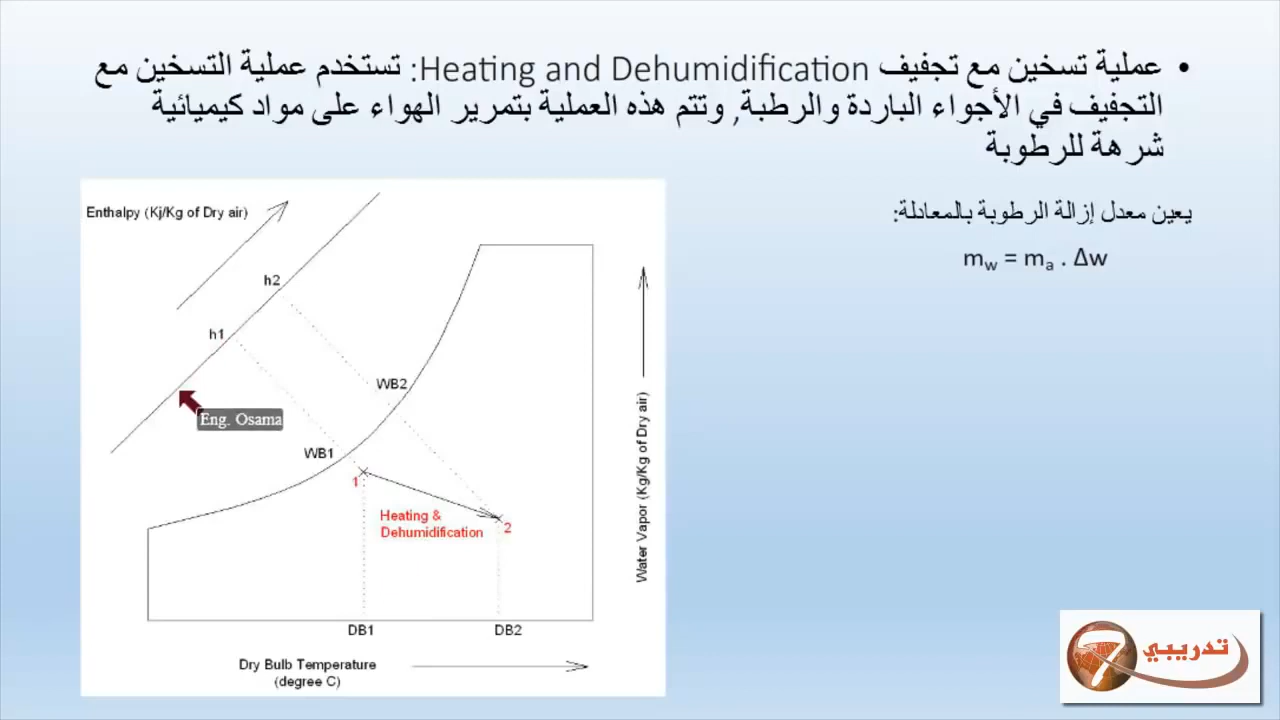 • عملية تسخين مع تجفيف Heating and Dehumidification: تستخدم عملية التسخين مع
التجفيف في الأجواء الباردة والرطبة, وتتم هذه العملية بتمرير الهواء على مواد كيميائية
شرهة للرطوبة
يعين معدل إزالة الرطوبة بالمعادلة:
mw = ma . Δw
Enthalpy (Kj/Kg of Dry air)
h2
h1
WB2
Eng. Osama
WB1
1
Heating &
Dehumidification
2
Water Vapor (Kg/Kg of Dry air)
DB1
DB2
Dry Bulb Temperature
(degree C)
7
تدريبي